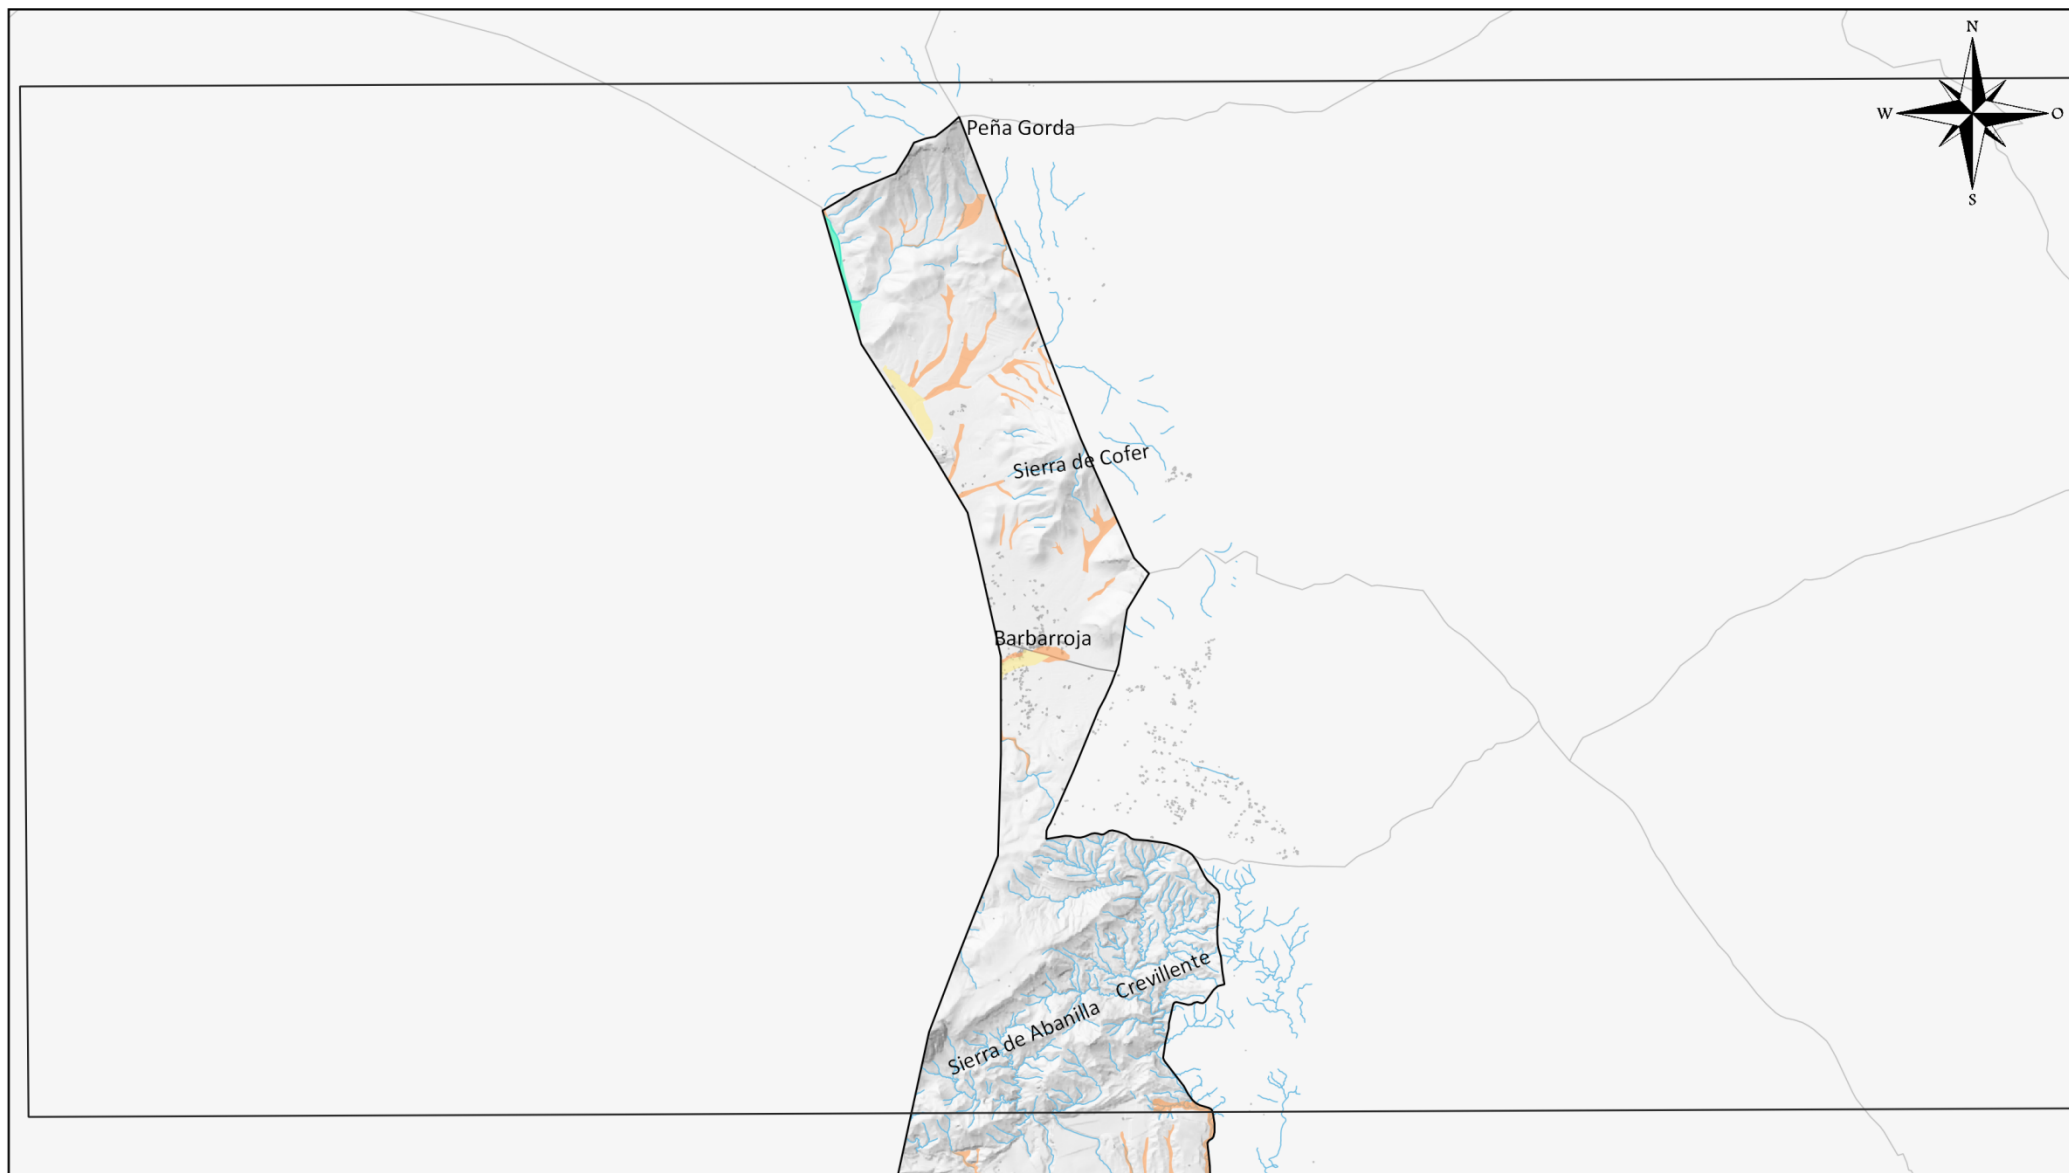 N
W
O
S
Peña Gorda
Sierra de Cofer
Barbarroja
Crevillente
Sierra de Abanilla